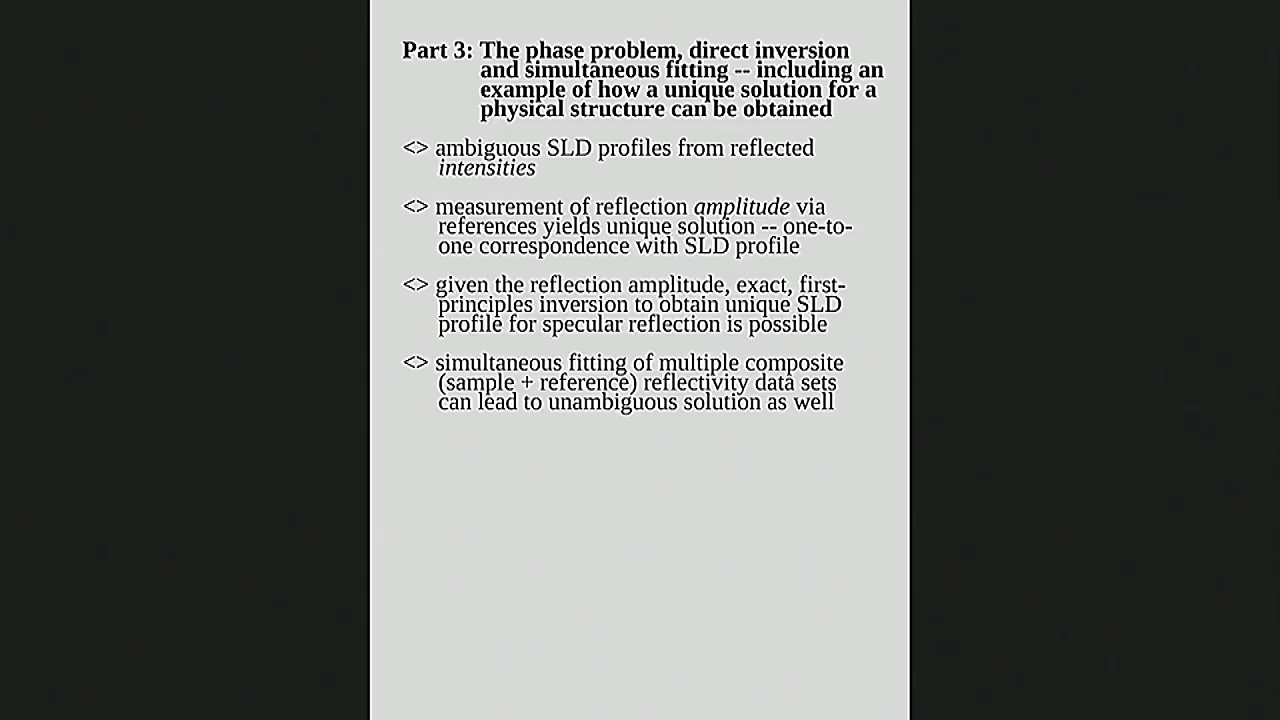 Part 3: The phase problem, direct inversion
and simultaneous fitting -- including an
example of how a unique solution for a
physical structure can be obtained
<> ambiguous SLD profiles from reflected
intensities
<> measurement of reflection amplitude via
references yields unique solution -- one-to-
one correspondence with SLD profile
<> given the reflection amplitude, exact, first-
principles inversion to obtain unique SLD
profile for specular reflection is possible
<> simultaneous fitting of multiple composite
(sample + reference) reflectivity data sets
can lead to unambiguous solution as well